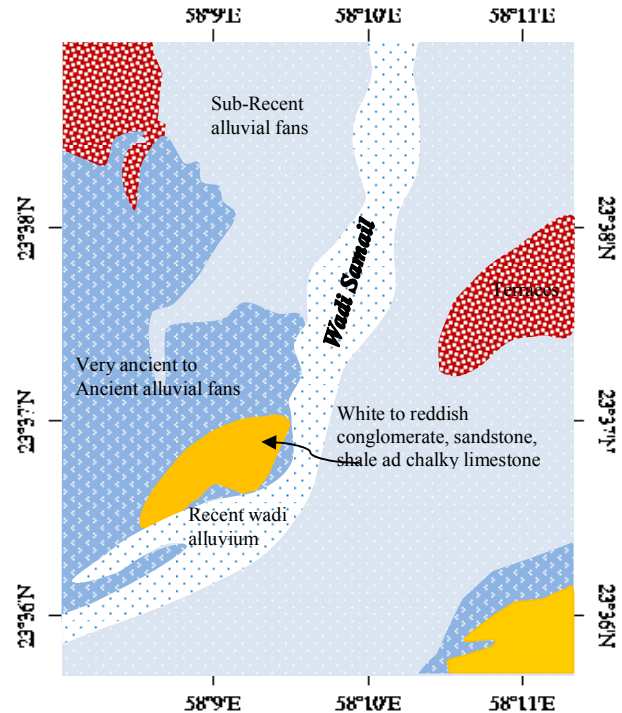 58°9'E 58°10'E 58°11'E
Sub-Recent
alluvial fans
23°38'N
23°38'N
Wadi Samail
Terraces
Very ancient to
Ancient alluvial fans
23°37'N
23°37'N
White to reddish
conglomerate, sandstone,
shale ad chalky limestone
Recent wadi
alluvium
23°36'N
23°36'N
58°9'E 58°10'E 58°11'E